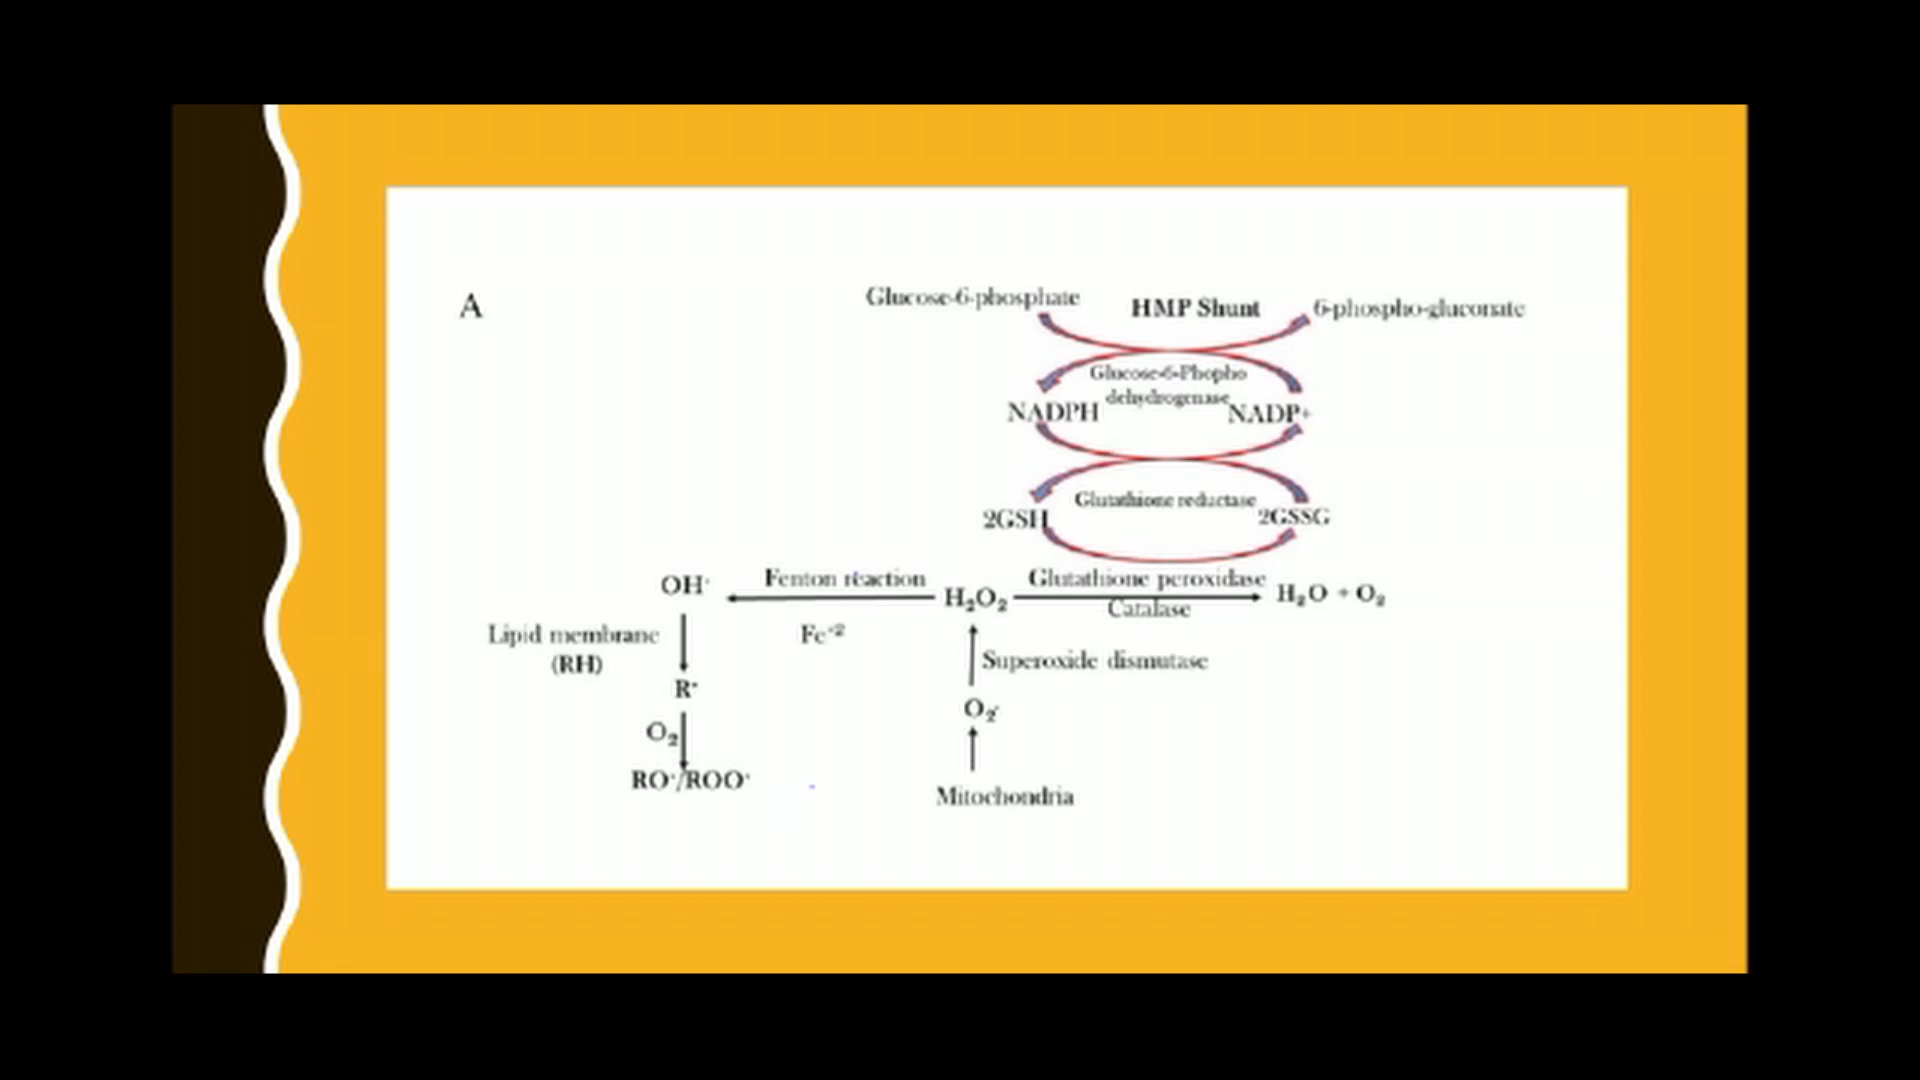 A
Glucose-6-phosphate
HMP Shunt
6-phospho-gluconate
Glucose-6-Phopho
dehydrogenase
NADPH
NADP+
Glutathione reductase
2GSH
2GSSG
OH·
Fenton reaction
Fe+2
H₂O₂
Glutathione peroxidase
Catalase
H₂O + O₂
Lipid membrane
(RH)
R·
O₂
RO·/ROO·
Superoxide dismutase
O₂·
Mitochondria